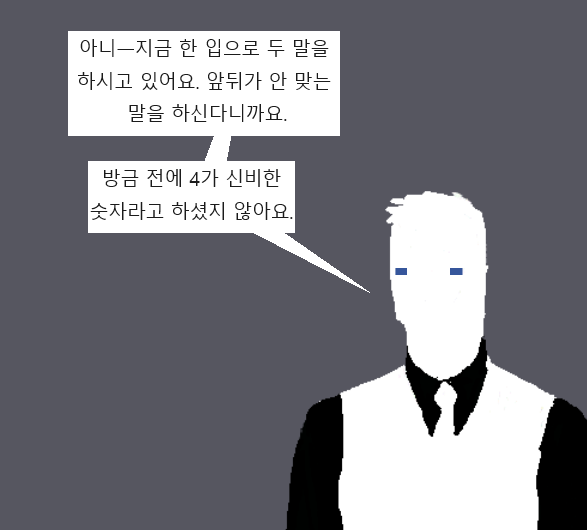 아니—지금 한 입으로 두 말을
하시고 있어요. 앞뒤가 안 맞는
말을 하신다니까요.
방금 전에 4가 신비한
숫자라고 하셨지 않아요.